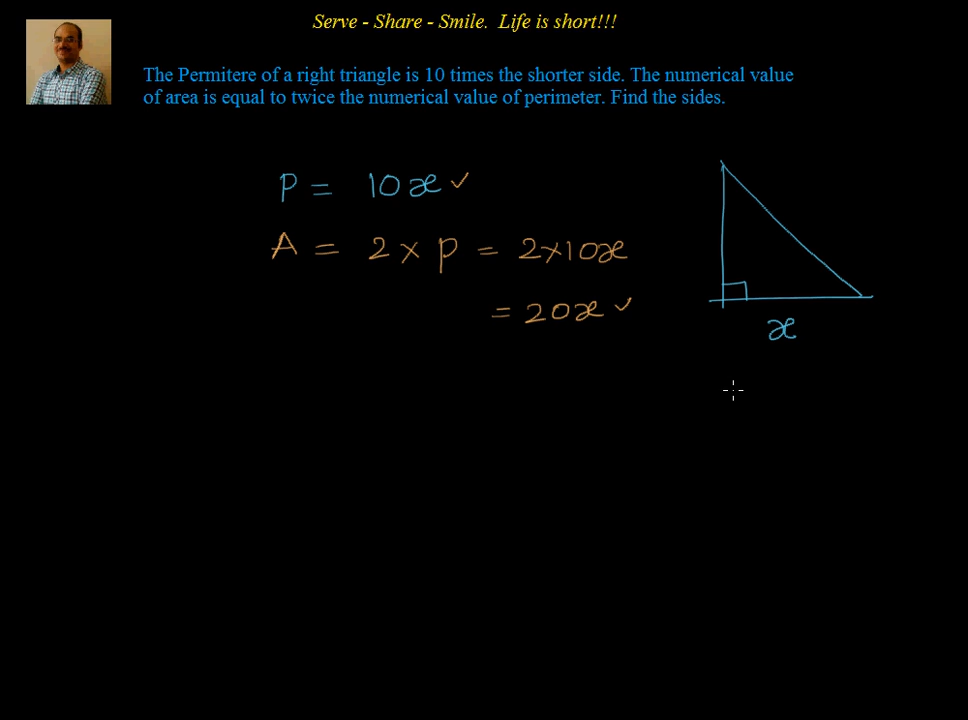 Serve - Share - Smile. Life is short!!!
The Permitere of a right triangle is 10 times the shorter side. The numerical value
of area is equal to twice the numerical value of perimeter. Find the sides.
P = 10x ✓
A = 2 × P = 2×10x
= 20x ✓
x